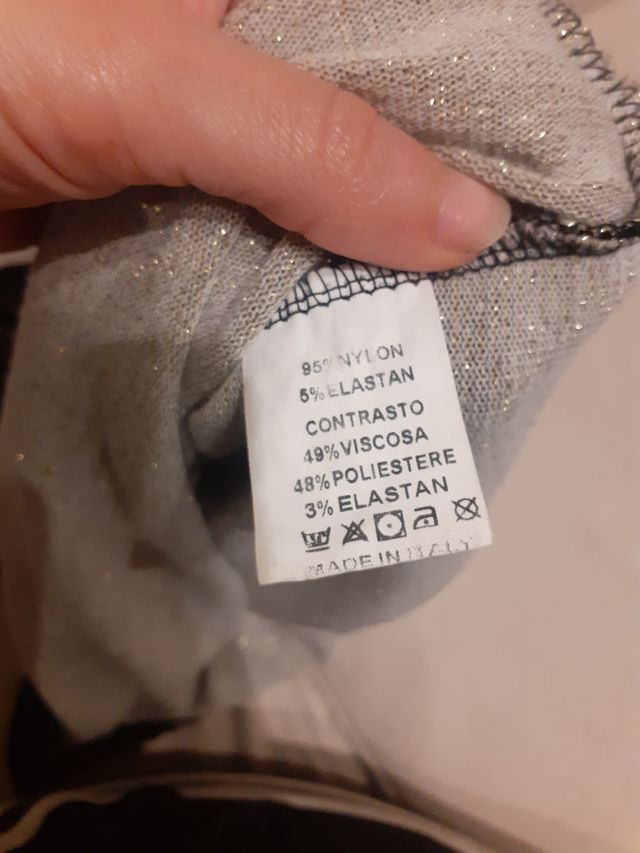 95% NYLON
5% ELASTAN
CONTRASTO
49% VISCOSA
48% POLIESTERE
3% ELASTAN
MADE IN ITALY